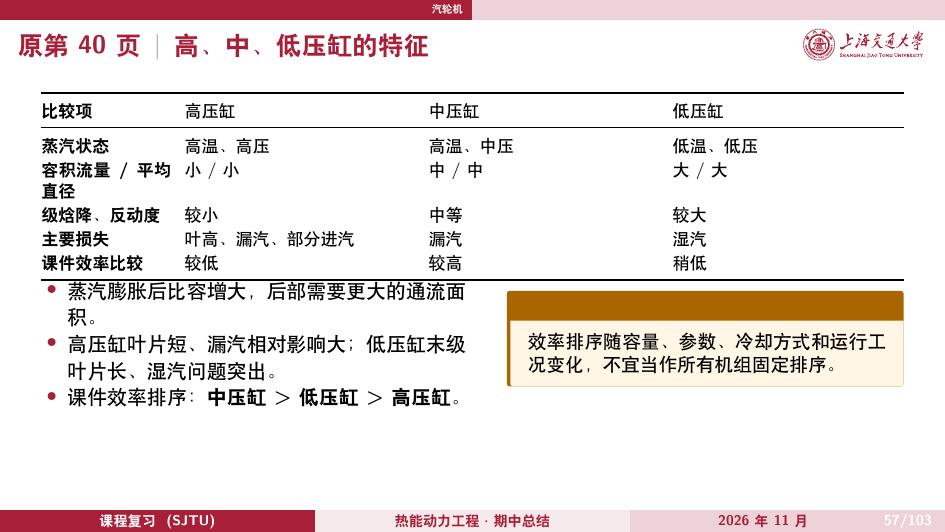 汽轮机
原第 40 页 | 高、中、低压缸的特征
上海交通大学
SHANGHAI JIAO TONG UNIVERSITY
比较项 高压缸 中压缸 低压缸
蒸汽状态 高温、高压 高温、中压 低温、低压
容积流量 / 平均 小 / 小 中 / 中 大 / 大
直径
级焓降、反动度 较小 中等 较大
主要损失 叶高、漏汽、部分进汽 漏汽 湿汽
课件效率比较 较低 较高 稍低
• 蒸汽膨胀后比容增大，后部需要更大的通流面
积。
• 高压缸叶片短、漏汽相对影响大；低压缸末级
叶片长、湿汽问题突出。
• 课件效率排序：中压缸 > 低压缸 > 高压缸。
效率排序随容量、参数、冷却方式和运行工
况变化，不宜当作所有机组固定排序。
课程复习 (SJTU) 热能动力工程 · 期中总结 2026 年 11 月 57/103